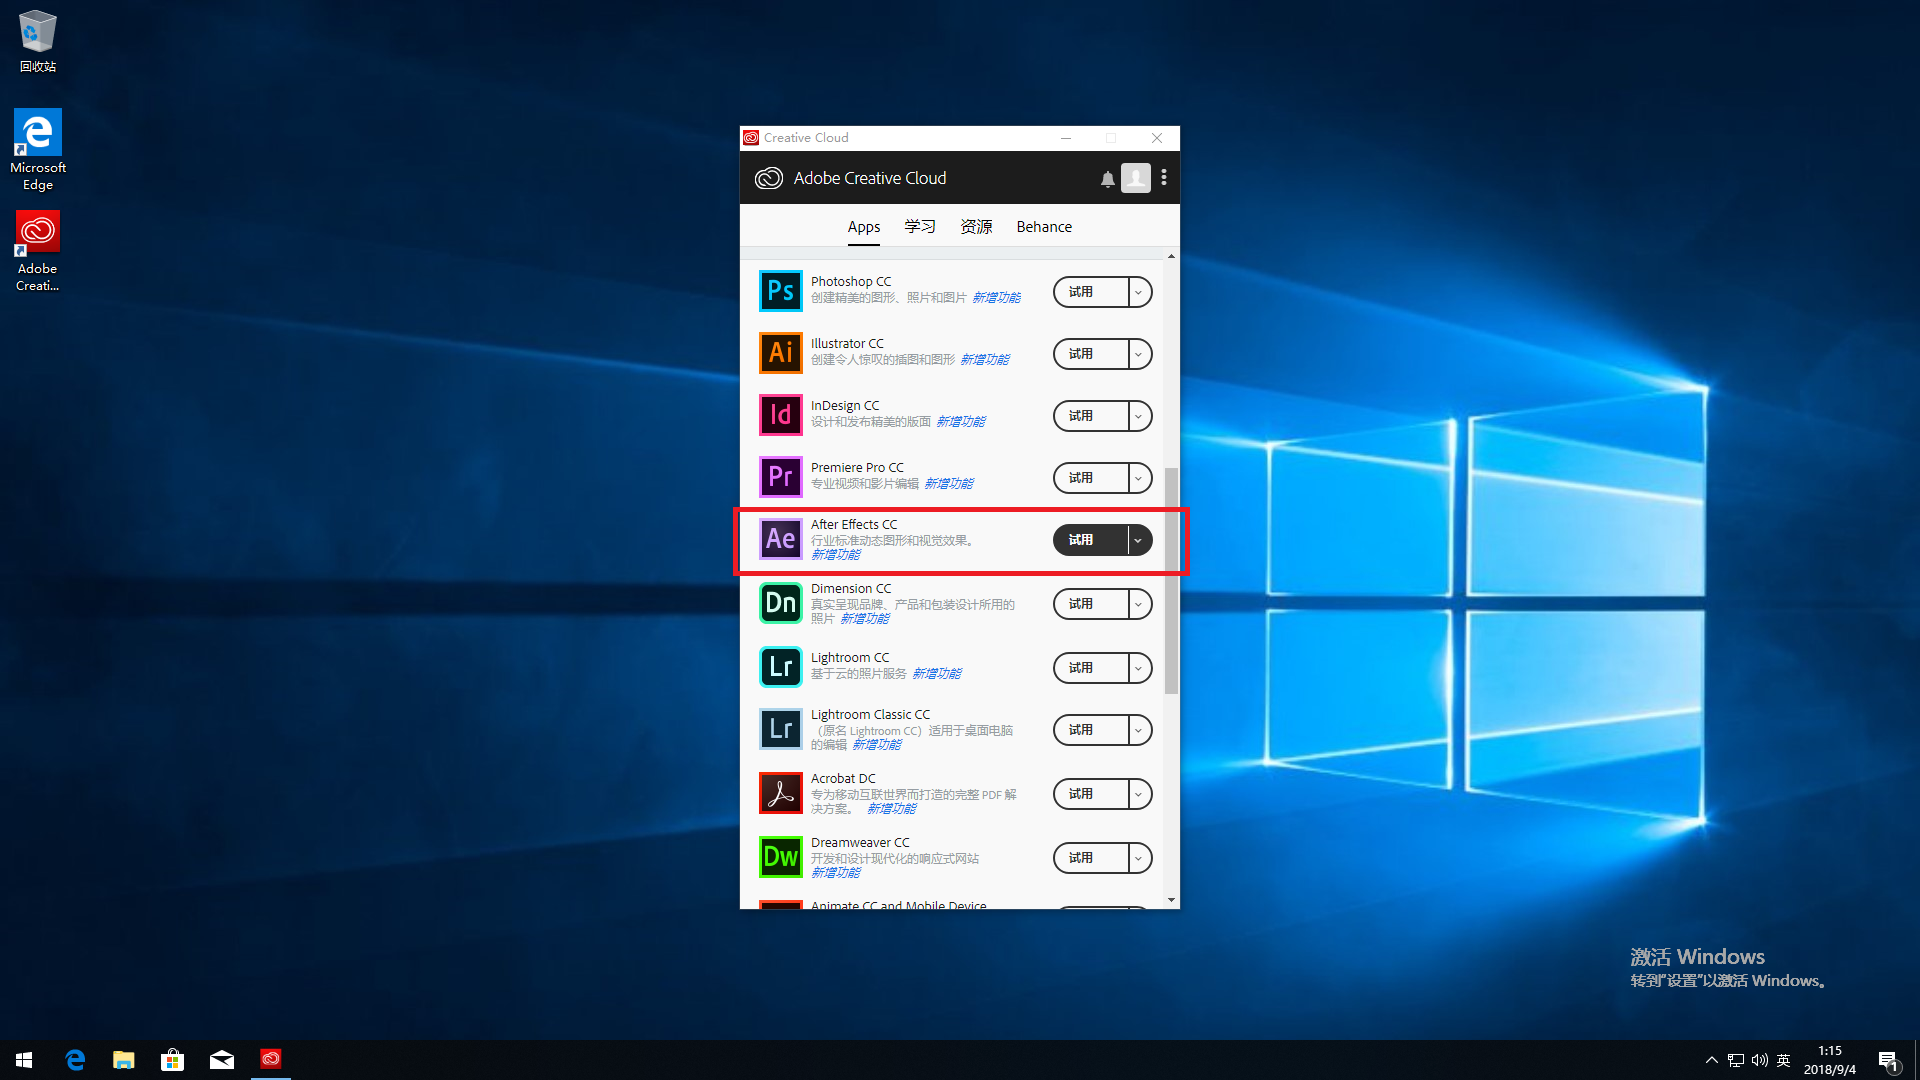 回收站
Microsoft
Edge
Adobe
Creati...
Creative Cloud
Adobe Creative Cloud
Apps 学习 资源 Behance
Ps Photoshop CC
创建精美的图形、照片和图片 新增功能 试用
Ai Illustrator CC
创建令人惊叹的插图和图形 新增功能 试用
Id InDesign CC
设计和发布精美的版面 新增功能 试用
Pr Premiere Pro CC
专业视频和影片编辑 新增功能 试用
Ae After Effects CC
行业标准动态图形和视觉效果。 试用
新增功能
Dn Dimension CC
真实呈现品牌、产品和包装设计所用的 试用
照片 新增功能
Lr Lightroom CC
基于云的照片服务 新增功能 试用
Lr Lightroom Classic CC
（原名 Lightroom CC）适用于桌面电脑 试用
的编辑 新增功能
Acrobat DC
专为移动互联世界而打造的完整 PDF 解 试用
决方案。 新增功能
Dw Dreamweaver CC
开发和设计现代化的响应式网站 试用
新增功能
Animate CC and Mobile Device
激活 Windows
转到"设置"以激活 Windows。
英
1:15
2018/9/4
1